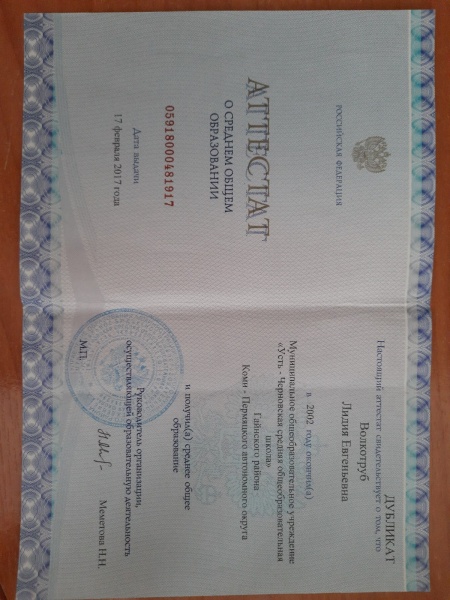 РОССИЙСКАЯ ФЕДЕРАЦИЯ
АТТЕСТАТ
О СРЕДНЕМ ОБЩЕМ
ОБРАЗОВАНИИ
05918000481917
Дата выдачи
17 февраля 2017 года
ДУБЛИКАТ
Настоящий аттестат свидетельствует о том, что
Волкотруб
Лидия Евгеньевна
в 2002 году окончил(а)
Муниципальное общеобразовательное учреждение
«Усть - Черновская средняя общеобразовательная
школа»
Гайнского района
Коми - Пермяцкого автономного округа
и получил(а) среднее общее
образование
Руководитель организации,
осуществляющей образовательную деятельность
Меметова Н.Н.
М.П.